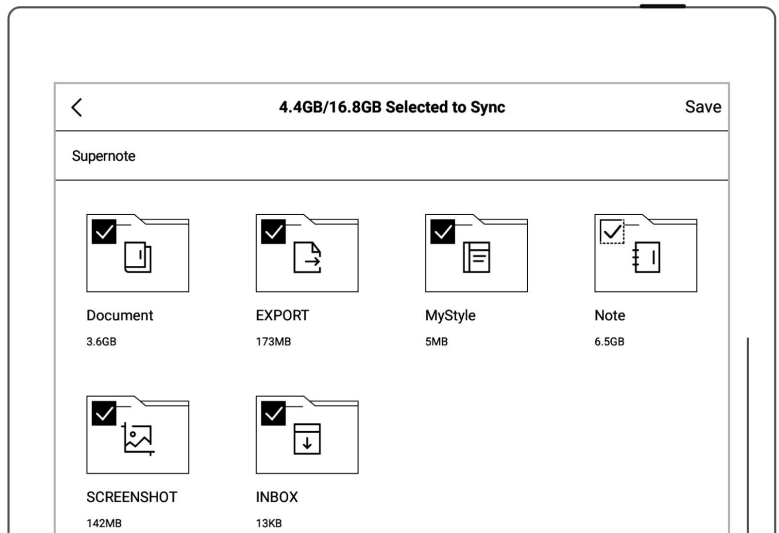 4.4GB/16.8GB Selected to Sync Save
Supernote
Document EXPORT MyStyle Note
3.6GB 173MB 5MB 6.5GB
SCREENSHOT INBOX
142MB 13KB